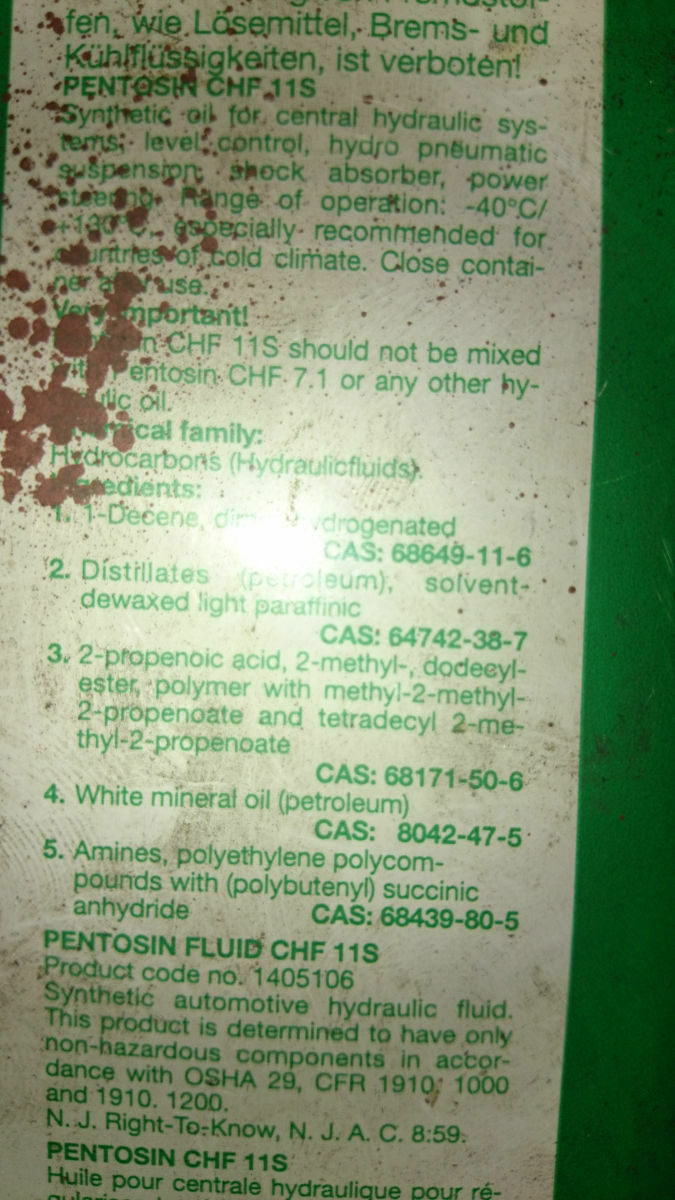 fen, wie Lösemittel, Brems- und
Kühlflüssigkeiten, ist verboten!
PENTOSIN CHF 11S
Synthetic oil for central hydraulic sys-
tems, level control, hydro pneumatic
suspension, shock absorber, power
steering. Range of operation: -40°C/
+130°C, especially recommended for
countries of cold climate. Close contai-
ner after use.
Very important!
CHF 11S should not be mixed
with Pentosin CHF 7.1 or any other hy-
oil.
family:
Hydrocarbons (Hydraulicfluids).
Ingredients:
1. 1-Decene,
CAS: 68649-11-6
2. Distillates (petroleum), solvent-
dewaxed light paraffinic
CAS: 64742-38-7
3. 2-propenoic acid, 2-methyl-, dodecyl-
ester, polymer with methyl-2-methyl-
2-propenoate and tetradecyl 2-me-
thyl-2-propenoate
CAS: 68171-50-6
4. White mineral oil (petroleum)
CAS: 8042-47-5
5. Amines, polyethylene polycom-
pounds with (polybutenyl) succinic
anhydride CAS: 68439-80-5
PENTOSIN FLUID CHF 11S
Product code no. 1405106
Synthetic automotive hydraulic fluid.
This product is determined to have only
non-hazardous components in accor-
dance with OSHA 29, CFR 1910. 1000
and 1910. 1200.
N. J. Right-To-Know, N. J. A. C. 8:59.
PENTOSIN CHF 11S
Huile pour centrale hydraulique pour ré-